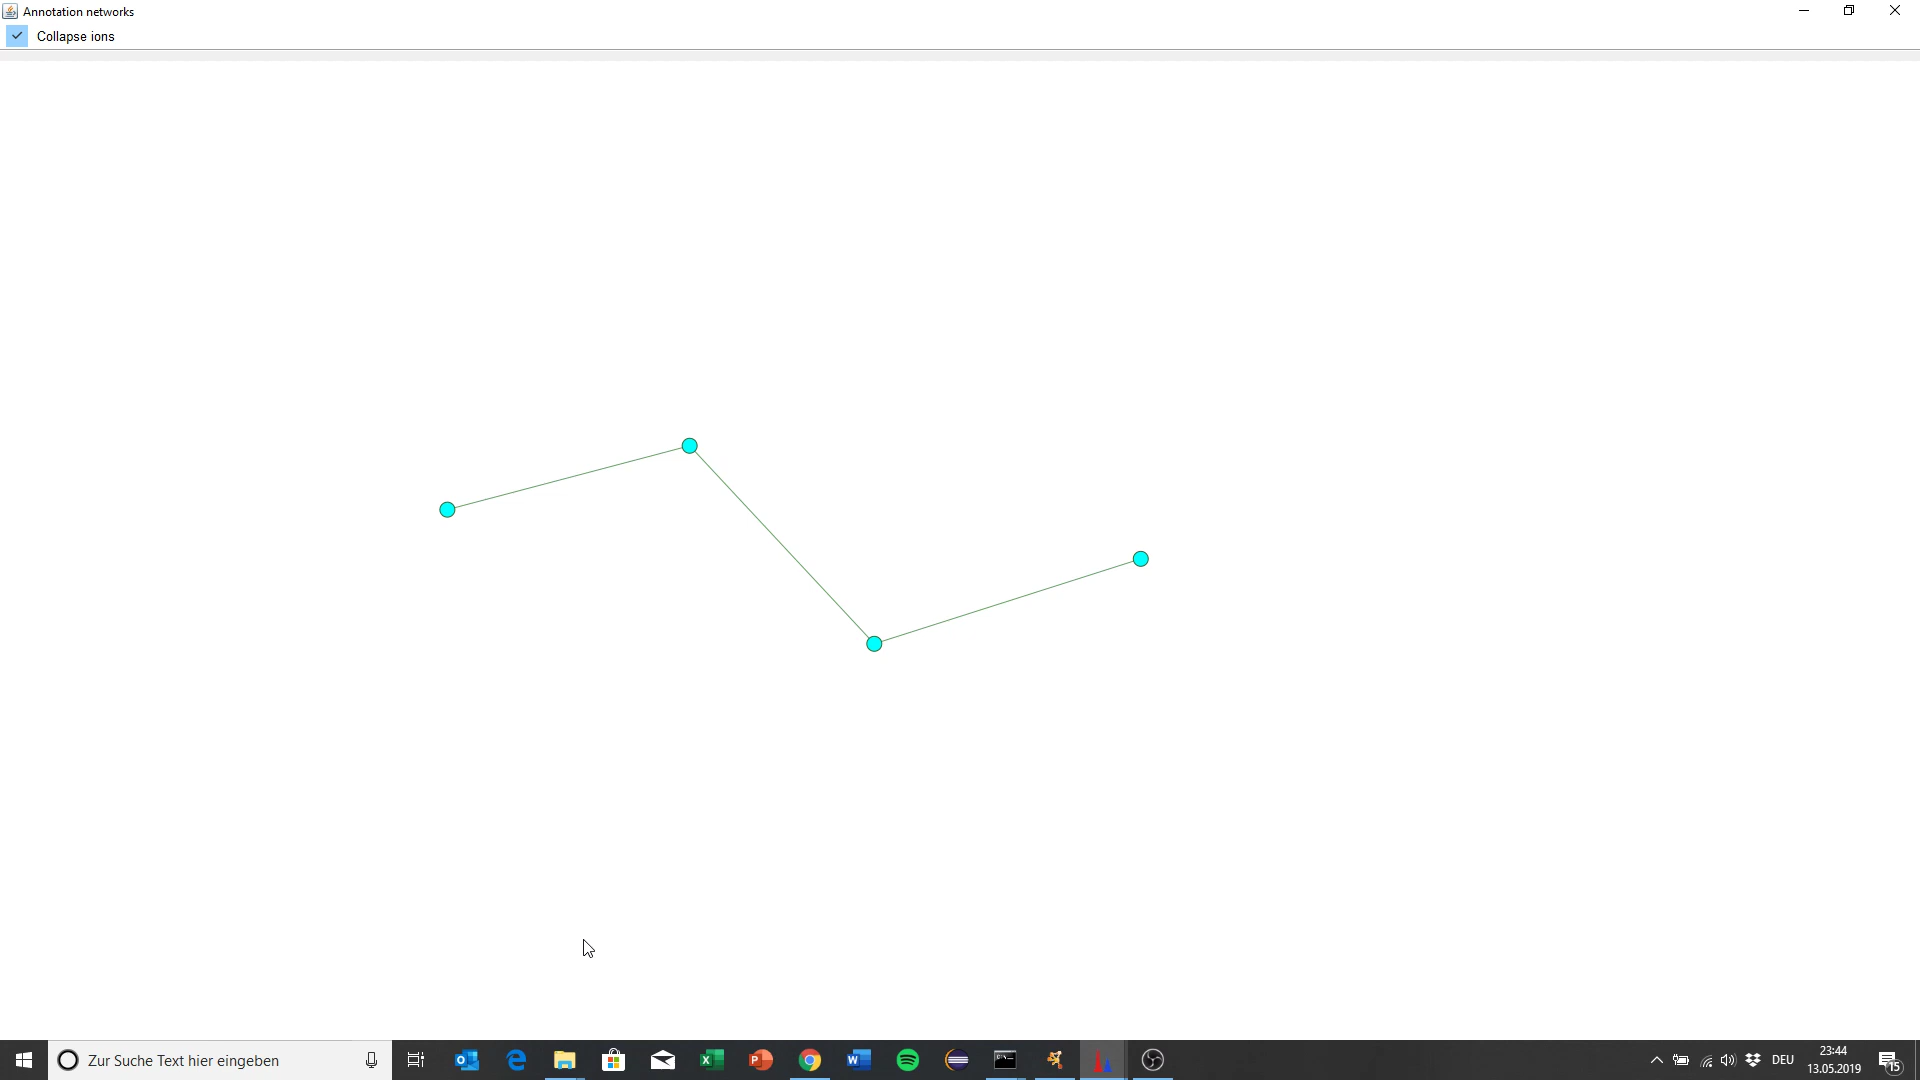 Annotation networks
Collapse ions
Zur Suche Text hier eingeben
DEU
23:44
13.05.2019
15